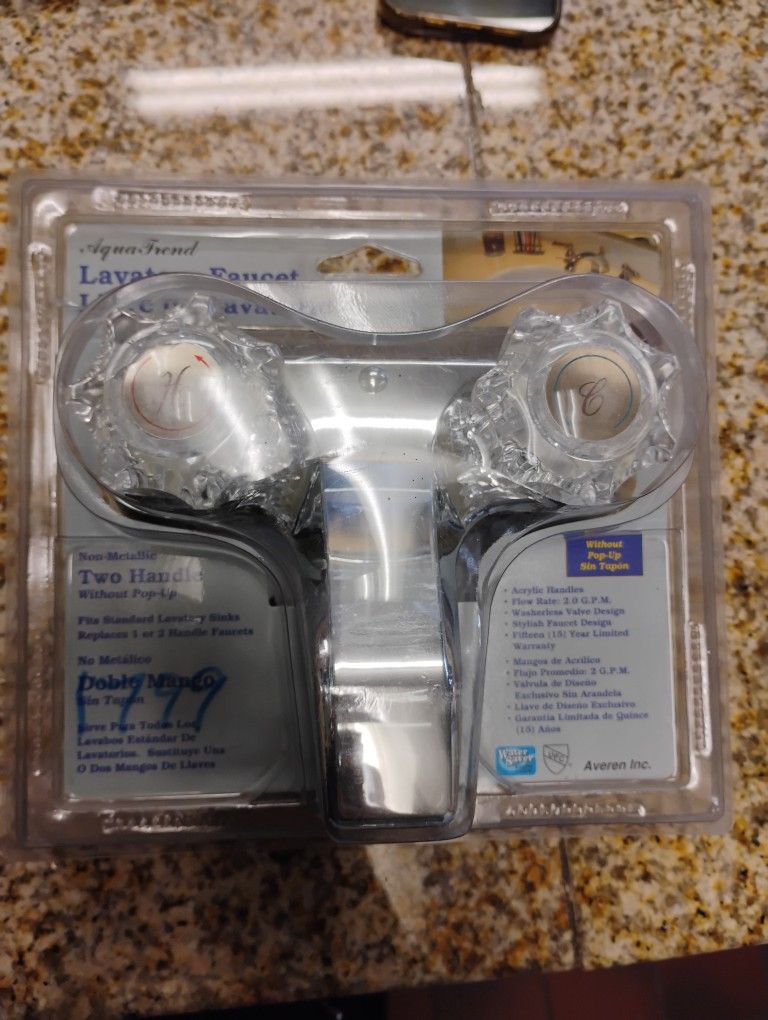 AquaTrend
Lavatory Faucet
H
C
Non-Metallic
Two Handle
Without Pop-Up
Fits Standard Lavatory Sinks
Replaces 1 or 2 Handle Faucets
No Metálico
Doble Mango
Sin Tapón
Sirve Para Todos Los
Lavabos Estándar De
Lavatorios. Sustituye Una
O Dos Mangos De Llaves
Without
Pop-Up
Sin Tapón
• Acrylic Handles
• Flow Rate: 2.0 G.P.M.
• Washerless Valve Design
• Stylish Faucet Design
• Fifteen (15) Year Limited
Warranty
• Mangos de Acrílico
• Flujo Promedio: 2 G.P.M.
• Valvula de Diseño
Exclusivo Sin Arandela
• Llave de Diseño Exclusivo
• Garantía Limitada de Quince
(15) Años
Water
Saver
UPC
Averen Inc.